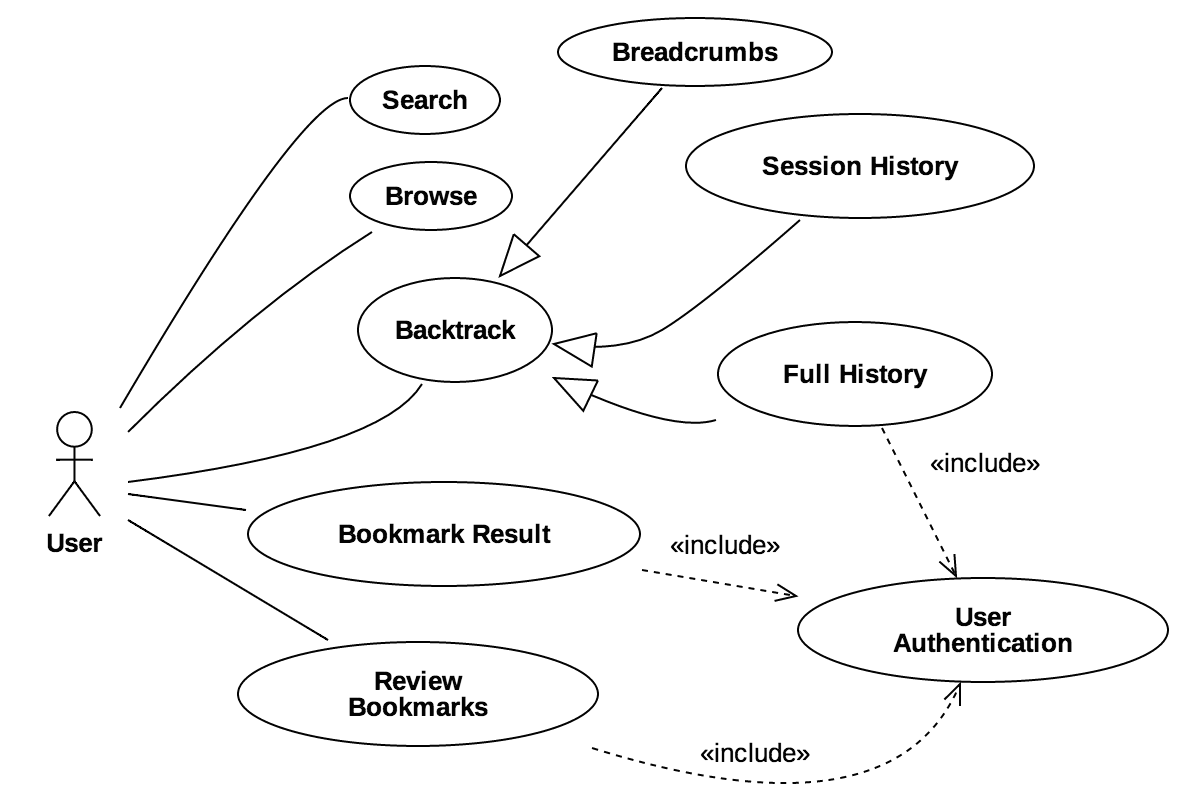 Breadcrumbs
Search
Session History
Browse
Backtrack
Full History
«include»
Bookmark Result
User
«include»
User
Authentication
Review
Bookmarks
«include»